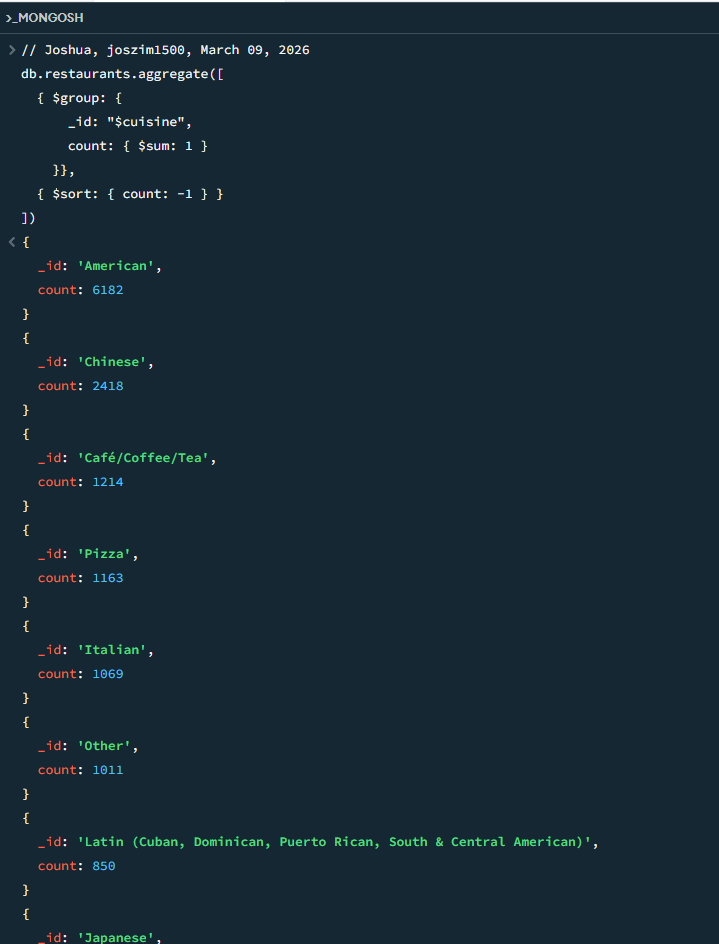 >_MONGOSH
> // Joshua, joszim1500, March 09, 2026
db.restaurants.aggregate([
  { $group: {
      _id: "$cuisine",
      count: { $sum: 1 }
    }},
  { $sort: { count: -1 } }
])
< {
  _id: 'American',
  count: 6182
}
{
  _id: 'Chinese',
  count: 2418
}
{
  _id: 'Café/Coffee/Tea',
  count: 1214
}
{
  _id: 'Pizza',
  count: 1163
}
{
  _id: 'Italian',
  count: 1069
}
{
  _id: 'Other',
  count: 1011
}
{
  _id: 'Latin (Cuban, Dominican, Puerto Rican, South & Central American)',
  count: 850
}
{
  _id: 'Japanese',